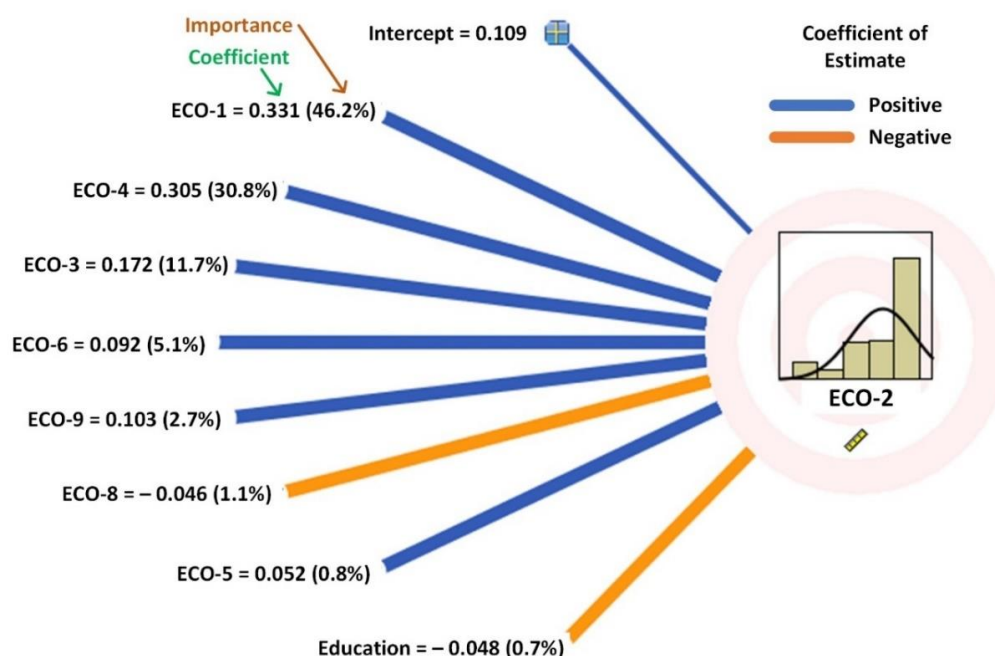 Importance
Coefficient
Intercept = 0.109
Coefficient of
Estimate
Positive
Negative
ECO-1 = 0.331 (46.2%)
ECO-4 = 0.305 (30.8%)
ECO-3 = 0.172 (11.7%)
ECO-6 = 0.092 (5.1%)
ECO-9 = 0.103 (2.7%)
ECO-8 = – 0.046 (1.1%)
ECO-5 = 0.052 (0.8%)
Education = – 0.048 (0.7%)
ECO-2